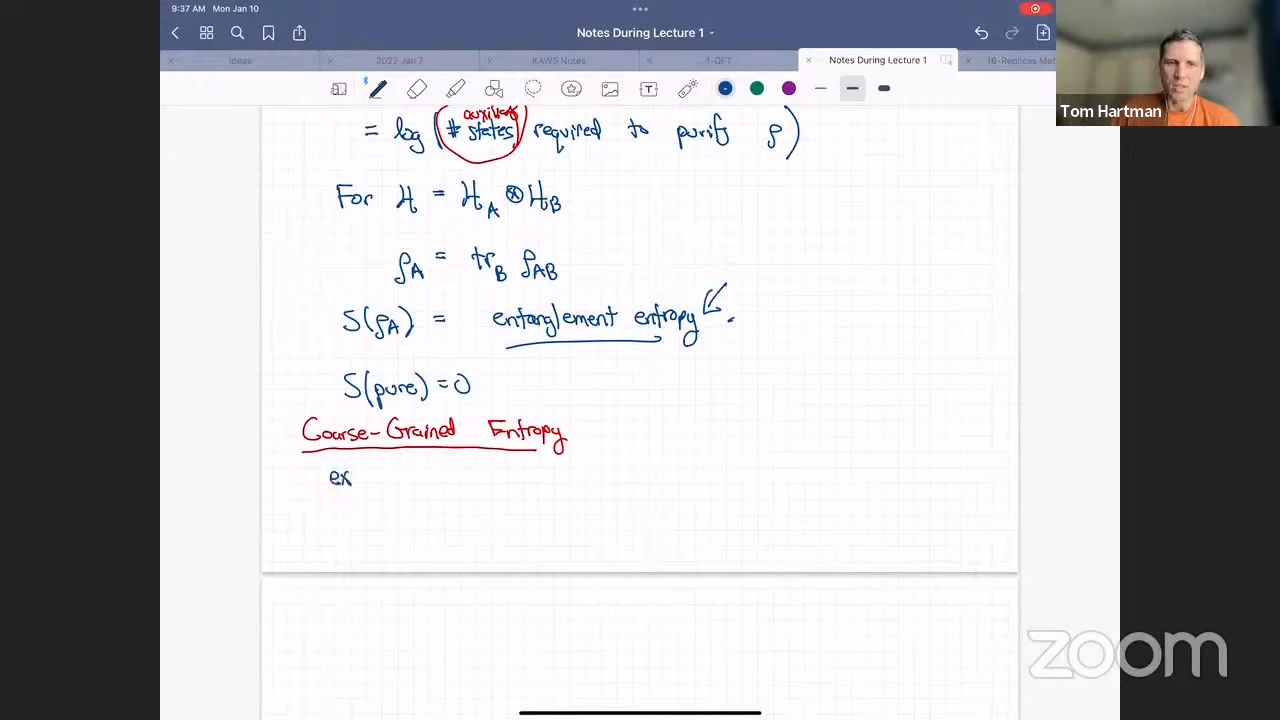 9:37 AM Mon Jan 10
Notes During Lecture 1
Ideas
2022 Jan 7
KAWS Notes
1-QFT
Notes During Lecture 1
16-Replicas Met
Tom Hartman
auxiliary
= log(# states required to purify ρ)
For H = H_A ⊗ H_B
ρ_A = tr_B ρ_AB
S(ρ_A) = entanglement entropy
S(pure) = 0
Coarse-Grained Entropy
ex
zoom